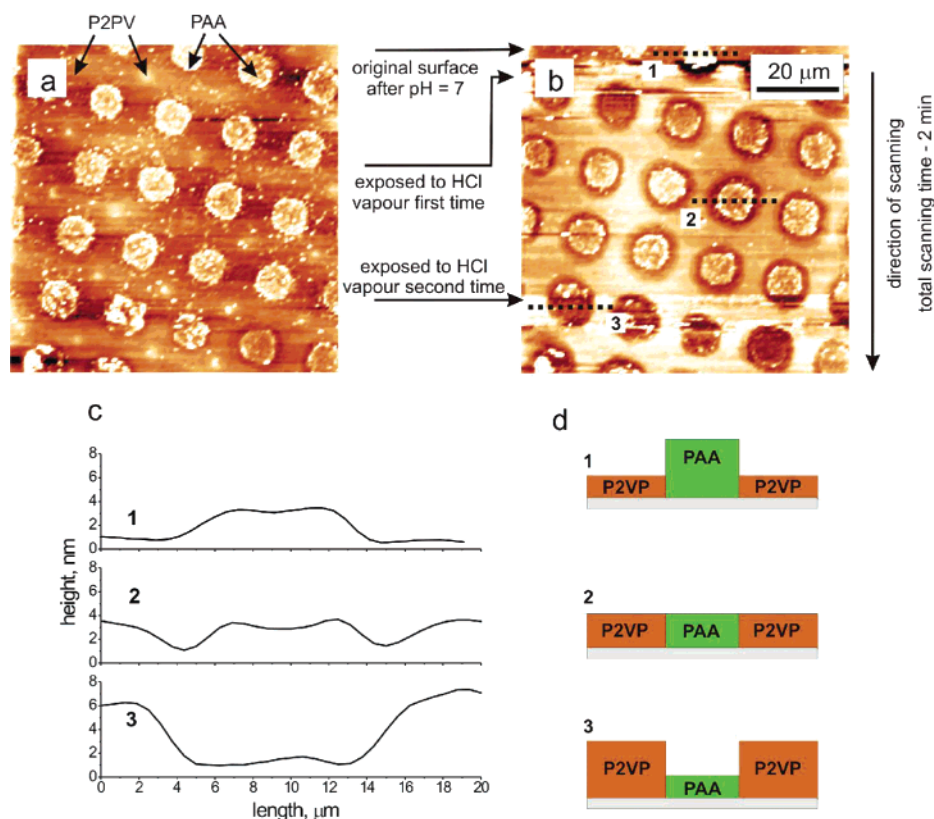 P2PV
PAA
a
original surface
after pH = 7
exposed to HCl
vapour first time
exposed to HCl
vapour second time
b
1
20 μm
2
3
direction of scanning
total scanning time - 2 min
c
height, nm
8
6
4
2
0
1
8
6
4
2
0
2
8
6
4
2
0
3
0
2
4
6
8
10
12
14
16
18
20
length, μm
d
1
PAA
P2VP
P2VP
2
P2VP
PAA
P2VP
3
P2VP
PAA
P2VP